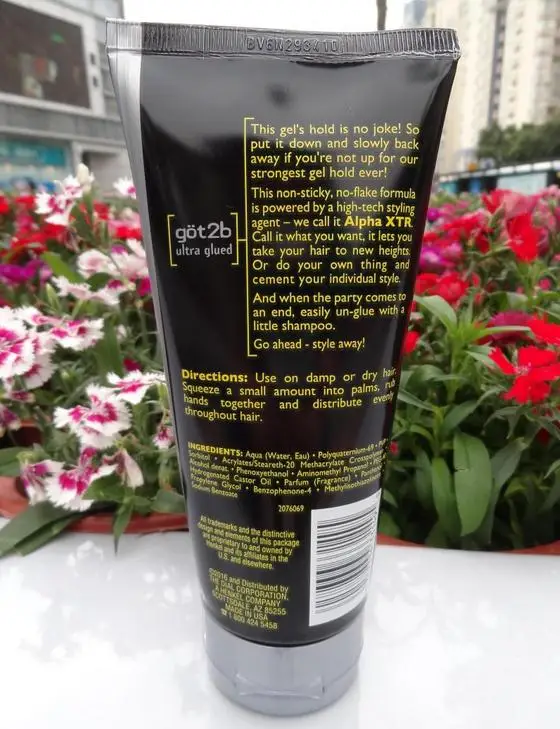 BV6N293410
This gel's hold is no joke! So
put it down and slowly back
away if you're not up for our
strongest gel hold ever!
This non-sticky, no-flake formula
is powered by a high-tech styling
agent – we call it Alpha XTR.
Call it what you want, it lets you
take your hair to new heights.
Or do your own thing and
cement your individual style.
And when the party comes to
an end, easily un-glue with a
little shampoo.
Go ahead - style away!
göt2b
ultra glued
Directions: Use on damp or dry hair.
Squeeze a small amount into palms, rub
hands together and distribute evenly
throughout hair.
INGREDIENTS: Aqua (Water, Eau) • Polyquaternium-69 •
Sorbitol • Acrylates/Steareth-20 Methacrylate Crosspolymer
Alcohol denat. • Phenoxyethanol • Aminomethyl Propanol •
Hydrogenated Castor Oil • Parfum (Fragrance) •
Propylene Glycol • Benzophenone-4 •
Sodium Benzoate
2076069
All trademarks and the distinctive
design and elements of this package
are proprietary to and owned by
Henkel and its affiliates in the
U.S. and elsewhere.
©2016 and Distributed by
THE DIAL CORPORATION,
A HENKEL COMPANY
SCOTTSDALE, AZ 85255
MADE IN USA
☎ 1 800 424 5458